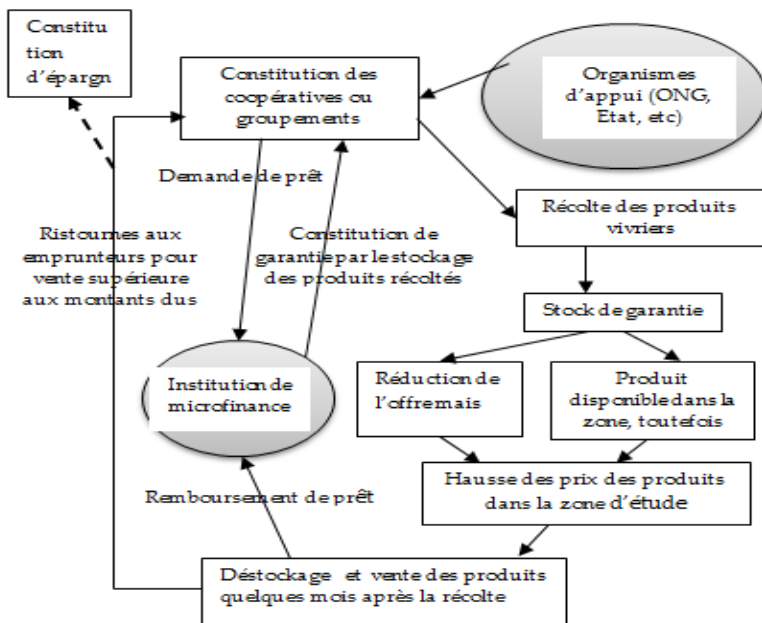 Constitu
tion
d'épargn
Constitution des
coopératives ou
groupements
Organismes
d'appui (ONG,
Etat, etc)
Demande de prêt
Récolte des produits
vivriers
Ristournes aux
emprunteurs pour
vente supérieure
aux montants dus
Constitution de
garantie par le stockage
des produits récoltés
Stock de garantie
Institution de
microfinance
Réduction de
l'offre mais
Produit
disponible dans la
zone, toutefois
Hausse des prix des produits
dans la zone d'étude
Remboursement de prêt
Déstockage et vente des produits
quelques mois après la récolte